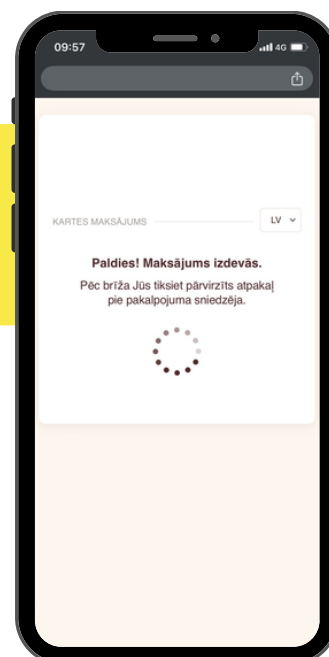 09:57
4G
KARTES MAKSĀJUMS
LV
Paldies! Maksājums izdevās.
Pēc brīža Jūs tiksiet pārvirzīts atpakaļ
pie pakalpojuma sniedzēja.